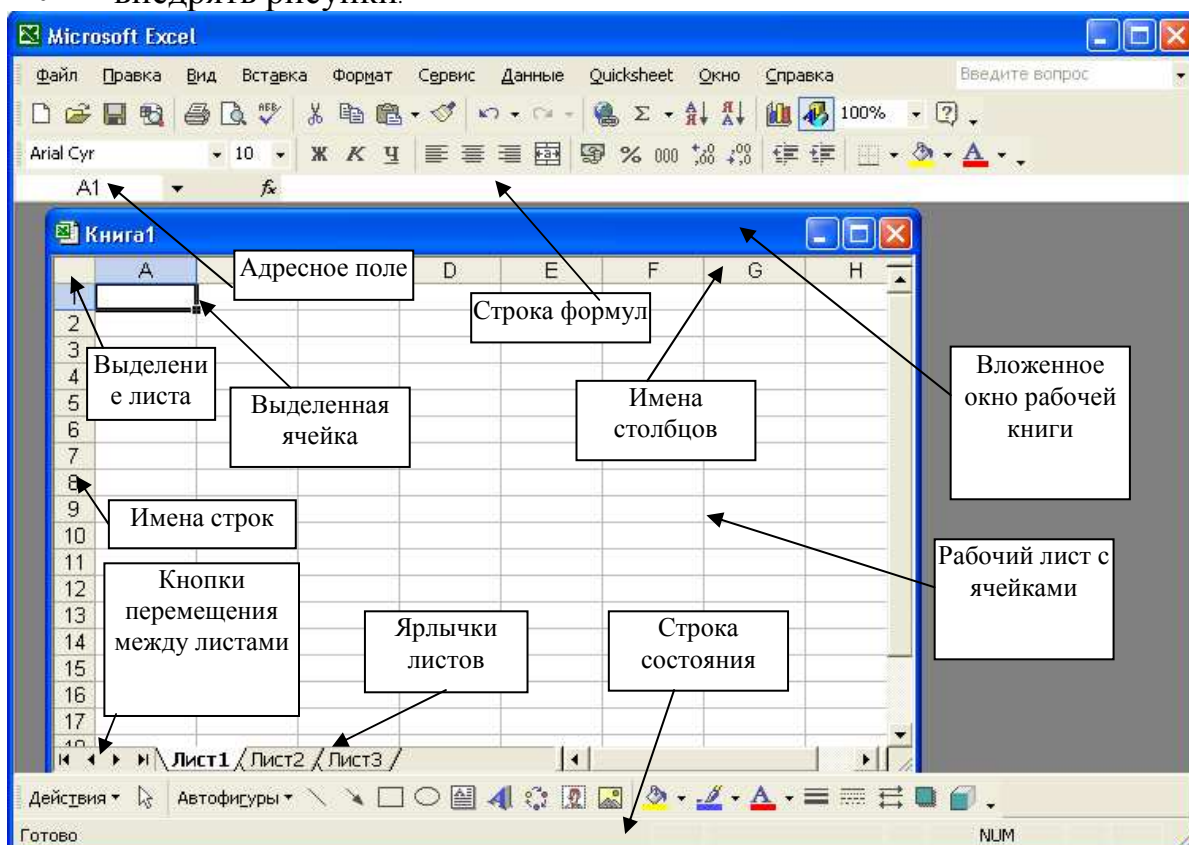 внедрять рисунки.
Microsoft Excel
Файл Правка Вид Вставка Формат Сервис Данные Quicksheet Окно Справка Введите вопрос
100%
Arial Cyr 10 Ж К Ч % 000
A1 fx
Книга1
A D E F G H
Адресное поле
Строка формул
1
2
3
4
5
6
7
8
9
10
11
12
13
14
15
16
17
Выделени
е листа
Выделенная
ячейка
Имена
столбцов
Вложенное
окно рабочей
книги
Имена строк
Рабочий лист с
ячейками
Кнопки
перемещения
между листами
Ярлычки
листов
Строка
состояния
Лист1 Лист2 Лист3
Действия Автофигуры
Готово NUM